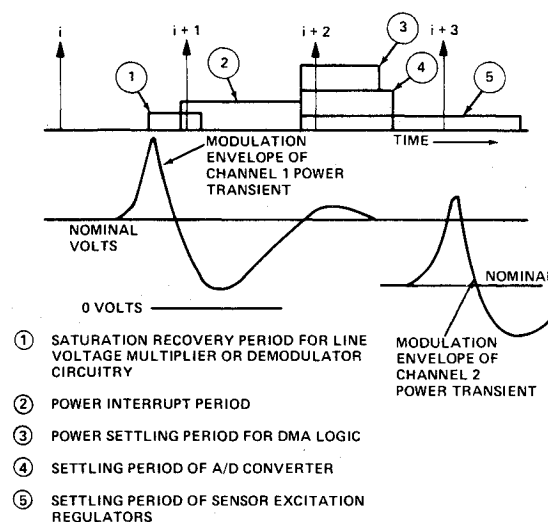 i
i + 1
i + 2
i + 3
1
2
3
4
5
TIME
MODULATION
ENVELOPE OF
CHANNEL 1 POWER
TRANSIENT
NOMINAL
VOLTS
0 VOLTS
NOMINAL
MODULATION
ENVELOPE OF
CHANNEL 2
POWER TRANSIENT
1 SATURATION RECOVERY PERIOD FOR LINE
VOLTAGE MULTIPLIER OR DEMODULATOR
CIRCUITRY
2 POWER INTERRUPT PERIOD
3 POWER SETTLING PERIOD FOR DMA LOGIC
4 SETTLING PERIOD OF A/D CONVERTER
5 SETTLING PERIOD OF SENSOR EXCITATION
REGULATORS